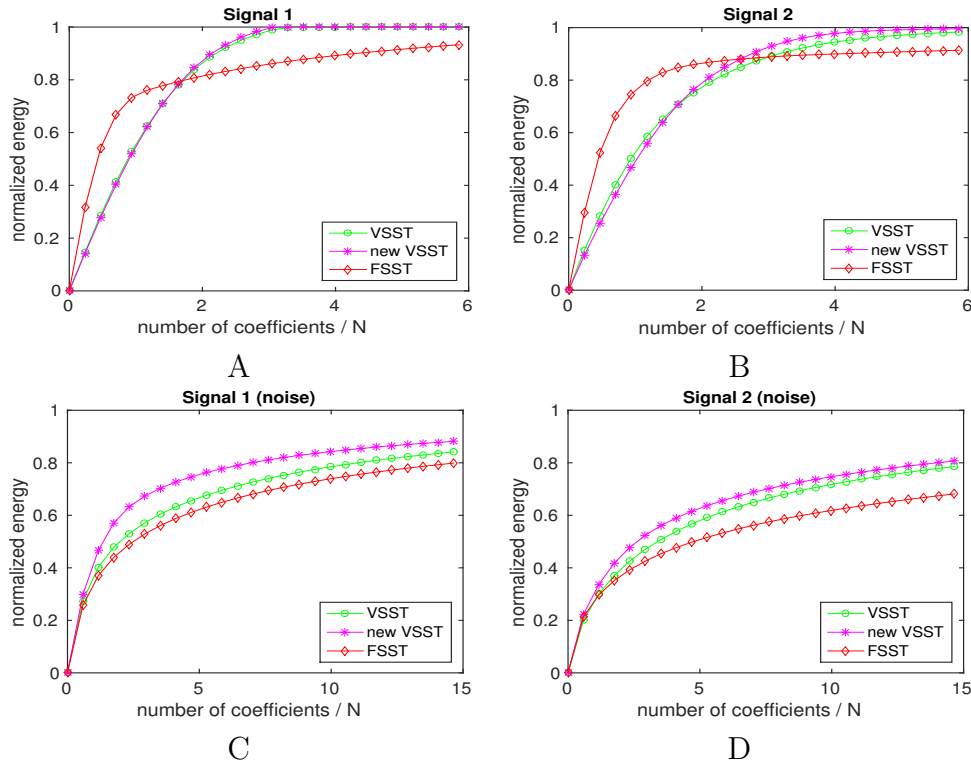 Signal 1
normalized energy
1
0.8
0.6
0.4
0.2
0
0 2 4 6
VSST
new VSST
FSST
number of coefficients / N
A
Signal 2
normalized energy
1
0.8
0.6
0.4
0.2
0
0 2 4 6
VSST
new VSST
FSST
number of coefficients / N
B
Signal 1 (noise)
normalized energy
1
0.8
0.6
0.4
0.2
0
0 5 10 15
VSST
new VSST
FSST
number of coefficients / N
C
Signal 2 (noise)
normalized energy
1
0.8
0.6
0.4
0.2
0
0 5 10 15
VSST
new VSST
FSST
number of coefficients / N
D